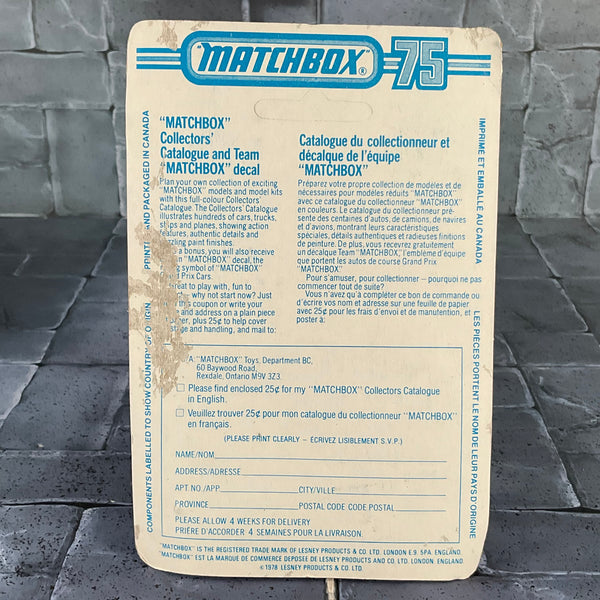 "MATCHBOX"® 75
"MATCHBOX"
Collectors'
Catalogue and Team
"MATCHBOX" decal
Plan your own collection of exciting
"MATCHBOX" models and model kits
with this full-colour Collectors
Catalogue. The Collectors' Catalogue
illustrates hundreds of cars, trucks,
ships and planes, showing action
features, authentic details and
dazzling paint finishes.
a bonus, you will also receive
"MATCHBOX" decal, the
symbol of "MATCHBOX"
Prix Cars.
Great to play with, fun to
why not start now? Just
this coupon or write your
and address on a plain piece
plus 25¢ to help cover
and handling, and mail to:
Catalogue du collectionneur et
décalque de l'équipe
"MATCHBOX"
Préparez votre propre collection de modèles et de
nécessaires pour modèles réduits "MATCHBOX"
avec ce catalogue du collectionneur "MATCHBOX"
en couleurs. Le catalogue du collectionneur pré-
sente des centaines d'autos, de camions, de navires
et d'avions, montrant leurs caractéristiques
spéciales, détails authentiques et radieuses finitions
de peinture. De plus, vous recevrez gratuitement
un décalque Team "MATCHBOX", l'emblème d'équipe
que portent les autos de course Grand Prix
"MATCHBOX"
Pour s'amuser, pour collectionner — pourquoi ne pas
commencer tout de suite?
Vous n'avez qu'à compléter ce bon de commande ou
d'écrire vos nom et adresse sur une feuille de papier
avec 25¢ pour les frais d'envoi et de manutention, et
poster à:
"MATCHBOX" Toys, Department BC,
60 Baywood Road,
Rexdale, Ontario M9V 3Z3.
Please find enclosed 25¢ for my "MATCHBOX" Collectors Catalogue
in English.
Veuillez trouver 25¢ pour mon catalogue du collectionneur "MATCHBOX"
en français.
(PLEASE PRINT CLEARLY – ÉCRIVEZ LISIBLEMENT S.V.P.)
NAME/NOM
ADDRESS/ADRESSE
APT NO./APP. CITY/VILLE
PROVINCE POSTAL CODE CODE POSTAL
PLEASE ALLOW 4 WEEKS FOR DELIVERY
PRIÈRE D'ACCORDER 4 SEMAINES POUR LA LIVRAISON.
"MATCHBOX" IS THE REGISTERED TRADE MARK OF LESNEY PRODUCTS & CO. LTD. LONDON E.9. 5PA. ENGLAND.
"MATCHBOX" EST LA MARQUE DE COMMERCE DEPOSÉE DE LESNEY PRODUCTS AND CO. LTD. LONDON. ENGLAND
© 1978 LESNEY PRODUCTS & CO. LTD.
COMPONENTS LABELLED TO SHOW COUNTRY OF ORIGIN AND PACKAGED IN CANADA
IMPRIMÉ ET EMBALLÉ AU CANADA LES PIÈCES PORTENT LE NOM DE LEUR PAYS D'ORIGINE